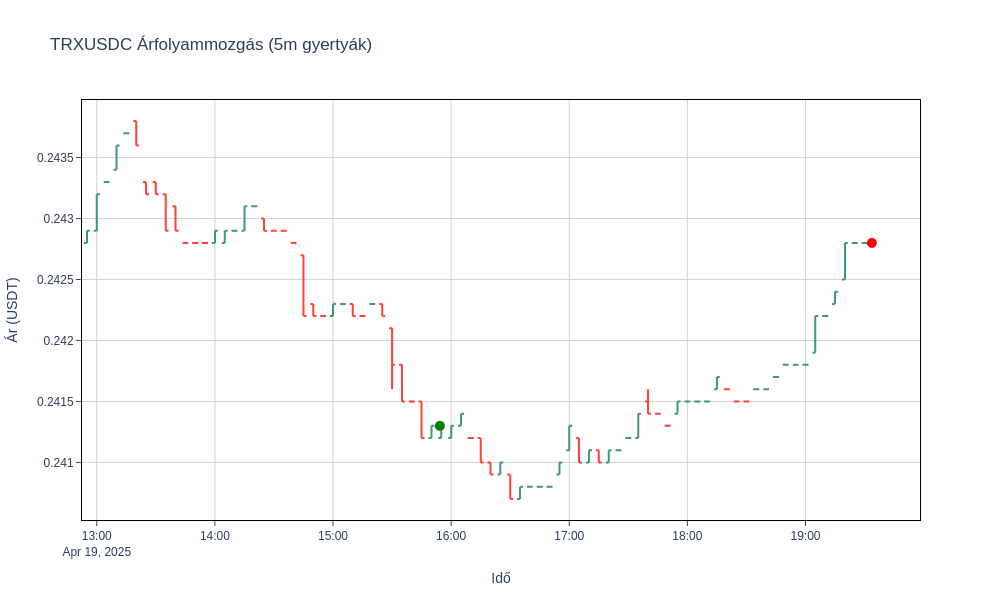 TRXUSDC Árfolyammozgás (5m gyertyák)
Ár (USDT)
0.2435
0.243
0.2425
0.242
0.2415
0.241
13:00 14:00 15:00 16:00 17:00 18:00 19:00
Apr 19, 2025
Idő